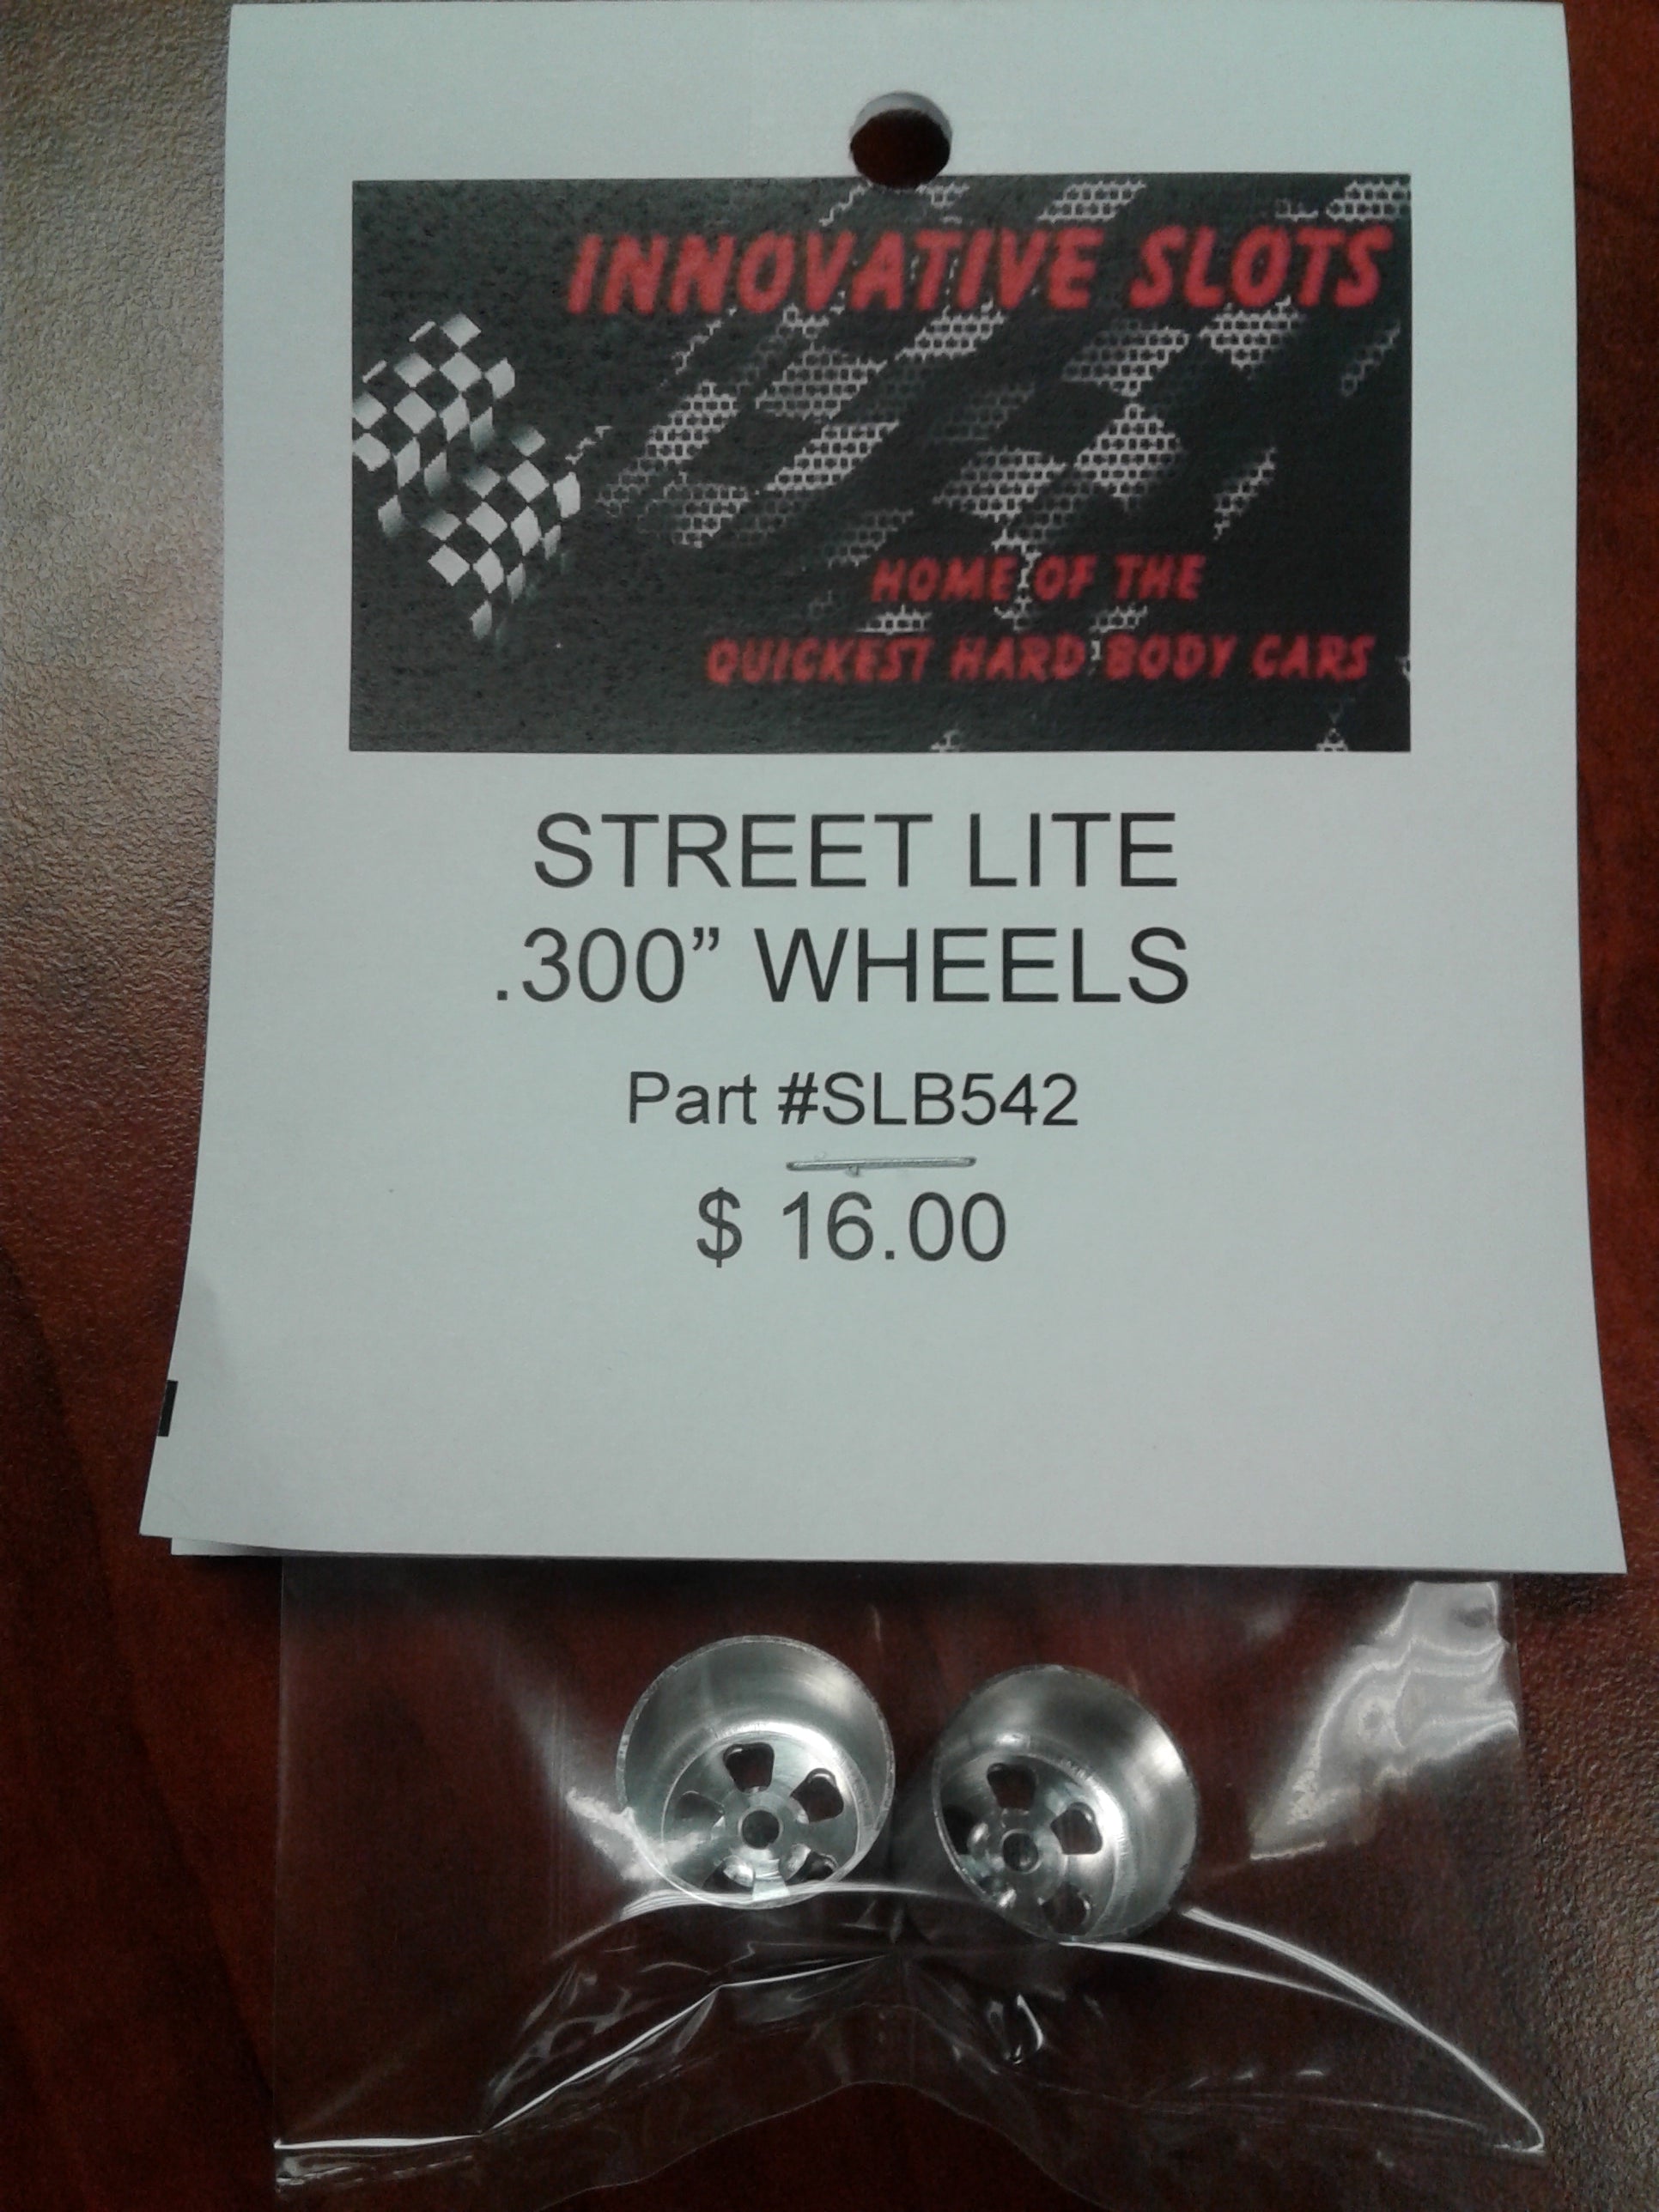 INNOVATIVE SLOTS
HOME OF THE
QUICKEST HARD BODY CARS
STREET LITE
.300” WHEELS
Part #SLB542
$ 16.00